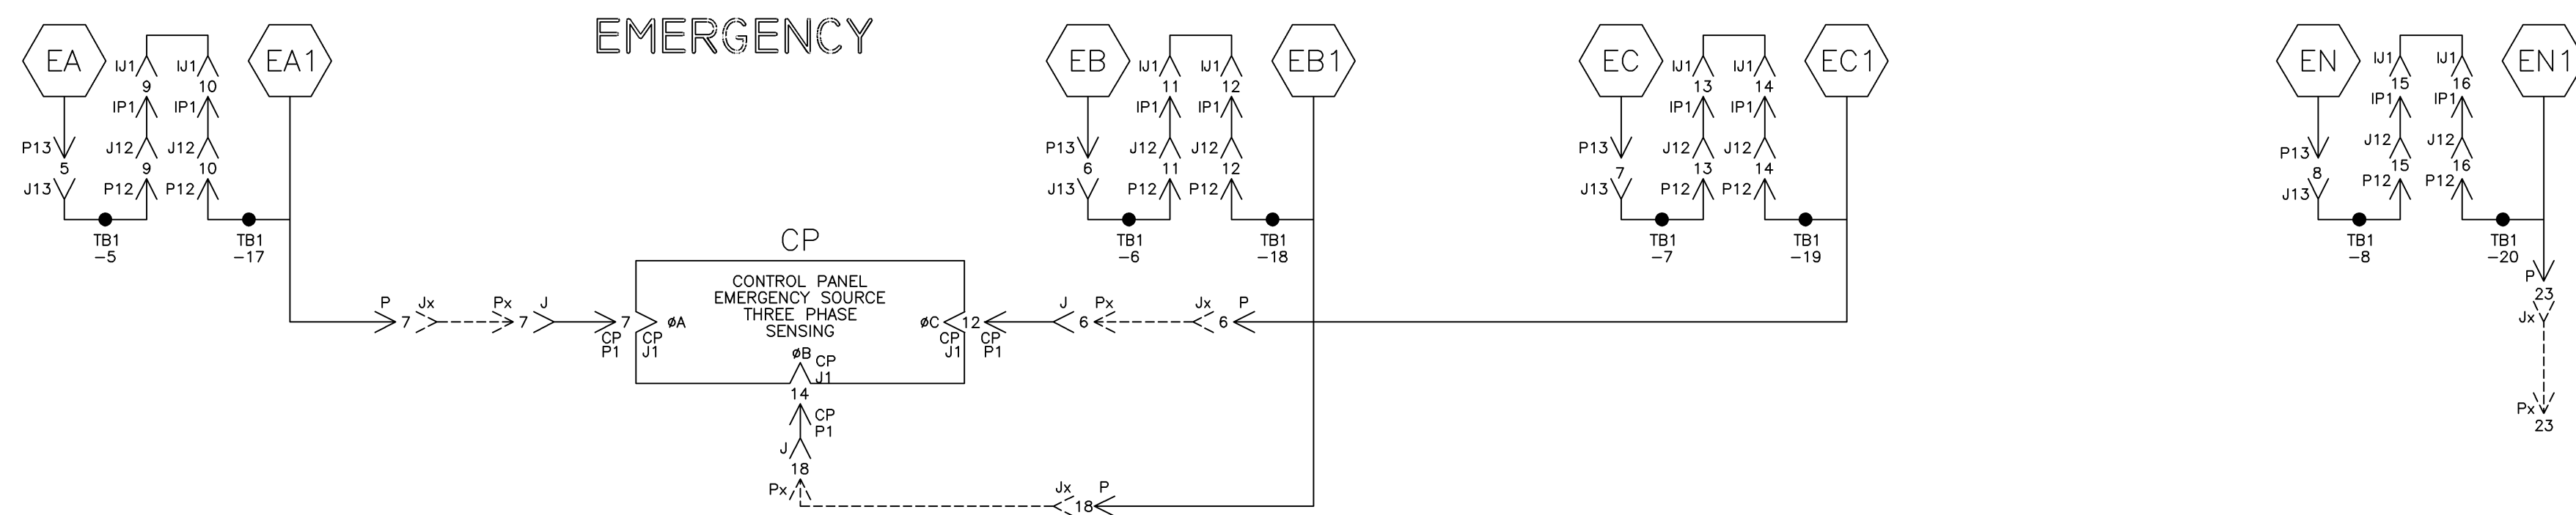 EMERGENCY
EA
EA1
EB
EB1
EC
EC1
EN
EN1
IJ1
IJ1
IJ1
IJ1
IJ1
IJ1
IJ1
IJ1
9
10
11
12
13
14
15
16
IP1
IP1
IP1
IP1
IP1
IP1
IP1
IP1
P13
J12
J12
P13
J12
J12
P13
J12
J12
P13
J12
J12
5
9
10
6
11
12
7
13
14
8
15
16
J13
P12
P12
J13
P12
P12
J13
P12
P12
J13
P12
P12
TB1
-5
TB1
-17
TB1
-6
TB1
-18
TB1
-7
TB1
-19
TB1
-8
TB1
-20
CP
CONTROL PANEL
EMERGENCY SOURCE
THREE PHASE
SENSING
P
7
Jx
Px
7
J
7
CP
P1
CP
J1
øA
øC
CP
J1
12
CP
P1
J
6
Px
Jx
6
P
øB
CP
J1
14
CP
P1
J
18
Px
Jx
18
P
P
23
Jx
Px
23